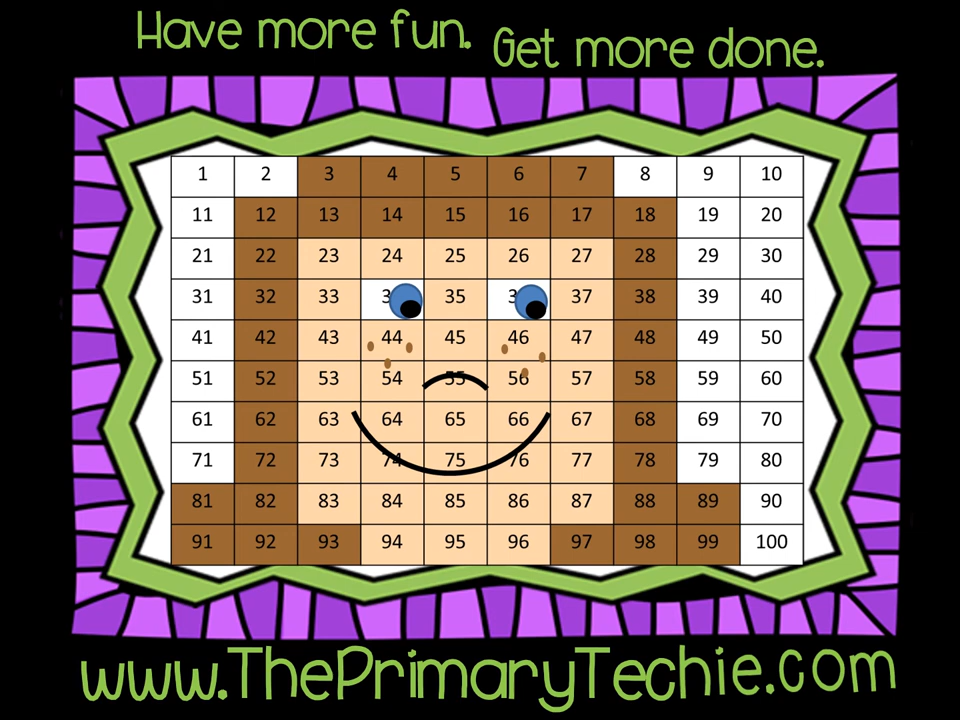 Have more fun. Get more done.
1 2 3 4 5 6 7 8 9 10
11 12 13 14 15 16 17 18 19 20
21 22 23 24 25 26 27 28 29 30
31 32 33 3 35 3 37 38 39 40
41 42 43 44 45 46 47 48 49 50
51 52 53 54 55 56 57 58 59 60
61 62 63 64 65 66 67 68 69 70
71 72 73 74 75 76 77 78 79 80
81 82 83 84 85 86 87 88 89 90
91 92 93 94 95 96 97 98 99 100
www.ThePrimaryTechie.com